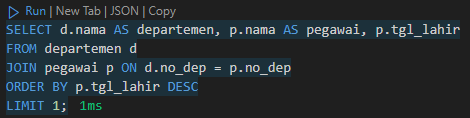 Run | New Tab | JSON | Copy
SELECT d.nama AS departemen, p.nama AS pegawai, p.tgl_lahir
FROM departemen d
JOIN pegawai p ON d.no_dep = p.no_dep
ORDER BY p.tgl_lahir DESC
LIMIT 1; 1ms